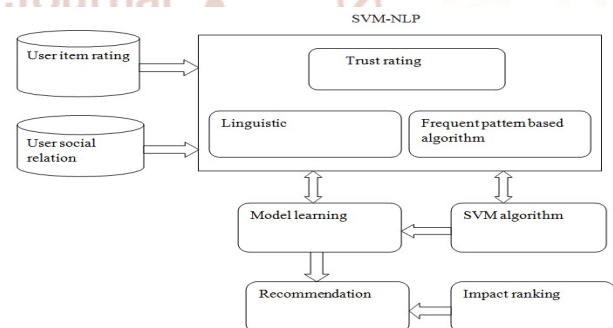 Journal
SVM-NLP
User item rating
Trust rating
Linguistic
Frequent pattern based
algorithm
User social
relation
Model learning
SVM algorithm
Recommendation
Impact ranking